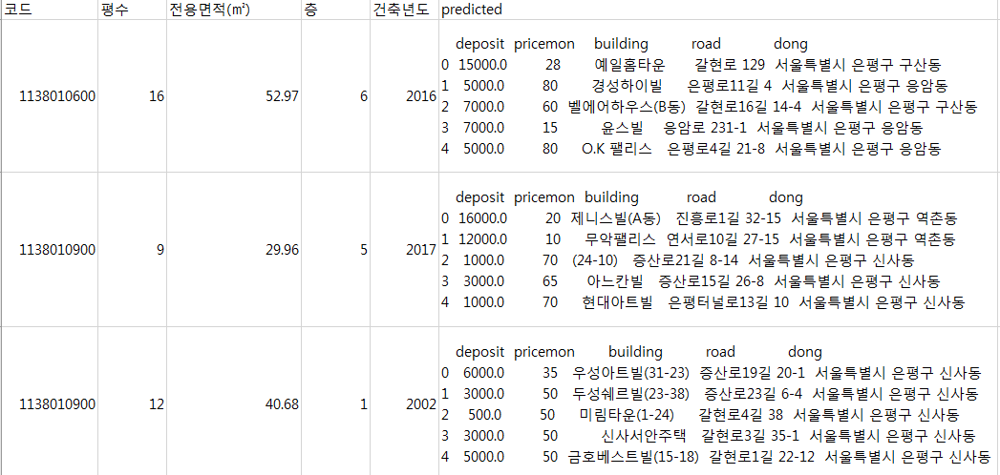 코드 평수 전용면적(㎡) 층 건축년도 predicted
deposit pricemon building road dong
0 15000.0 28 예일홈타운 갈현로 129 서울특별시 은평구 구산동
1 5000.0 80 경성하이빌 은평로11길 4 서울특별시 은평구 응암동
1138010600 16 52.97 6 2016 2 7000.0 60 벨에어하우스(B동) 갈현로16길 14-4 서울특별시 은평구 구산동
3 7000.0 15 윤스빌 응암로 231-1 서울특별시 은평구 응암동
4 5000.0 80 O.K 팰리스 은평로4길 21-8 서울특별시 은평구 응암동
deposit pricemon building road dong
0 16000.0 20 제니스빌(A동) 진흥로1길 32-15 서울특별시 은평구 역촌동
1 12000.0 10 무악팰리스 연서로10길 27-15 서울특별시 은평구 역촌동
1138010900 9 29.96 5 2017 2 1000.0 70 (24-10) 증산로21길 8-14 서울특별시 은평구 신사동
3 3000.0 65 아느칸빌 증산로15길 26-8 서울특별시 은평구 신사동
4 1000.0 70 현대아트빌 은평터널로13길 10 서울특별시 은평구 신사동
deposit pricemon building road dong
0 6000.0 35 우성아트빌(31-23) 증산로19길 20-1 서울특별시 은평구 신사동
1 3000.0 50 두성쉐르빌(23-38) 증산로23길 6-4 서울특별시 은평구 신사동
1138010900 12 40.68 1 2002 2 500.0 50 미림타운(1-24) 갈현로4길 38 서울특별시 은평구 신사동
3 3000.0 50 신사서안주택 갈현로3길 35-1 서울특별시 은평구 신사동
4 5000.0 50 금호베스트빌(15-18) 갈현로1길 22-12 서울특별시 은평구 신사동